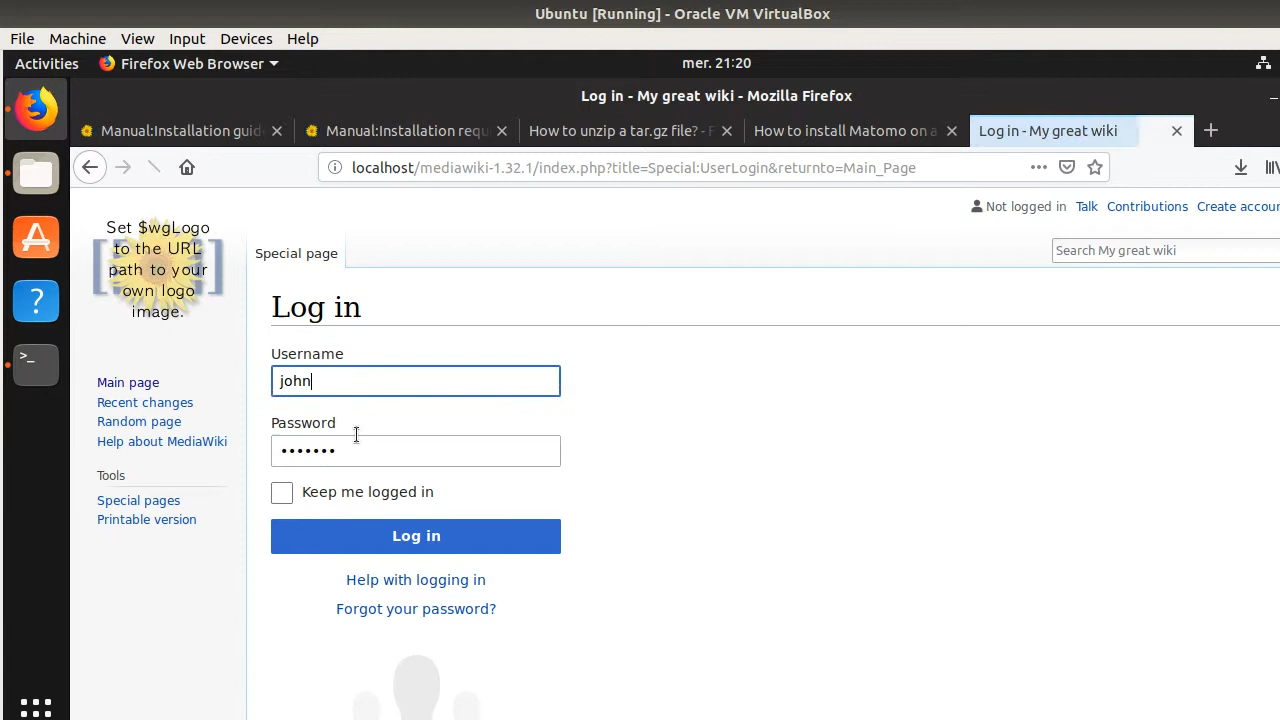 Ubuntu [Running] - Oracle VM VirtualBox
File Machine View Input Devices Help
Activities Firefox Web Browser mer. 21:20
Log in - My great wiki - Mozilla Firefox
Manual:Installation guid Manual:Installation requ How to unzip a tar.gz file? - F How to install Matomo on a Log in - My great wiki
localhost/mediawiki-1.32.1/index.php?title=Special:UserLogin&returnto=Main_Page
Not logged in Talk Contributions Create accour
Set $wgLogo
to the URL
path to your
own logo
image.
Special page
Search My great wiki
Log in
Username
john
Password
•••••••
Keep me logged in
Log in
Help with logging in
Forgot your password?
Main page
Recent changes
Random page
Help about MediaWiki
Tools
Special pages
Printable version